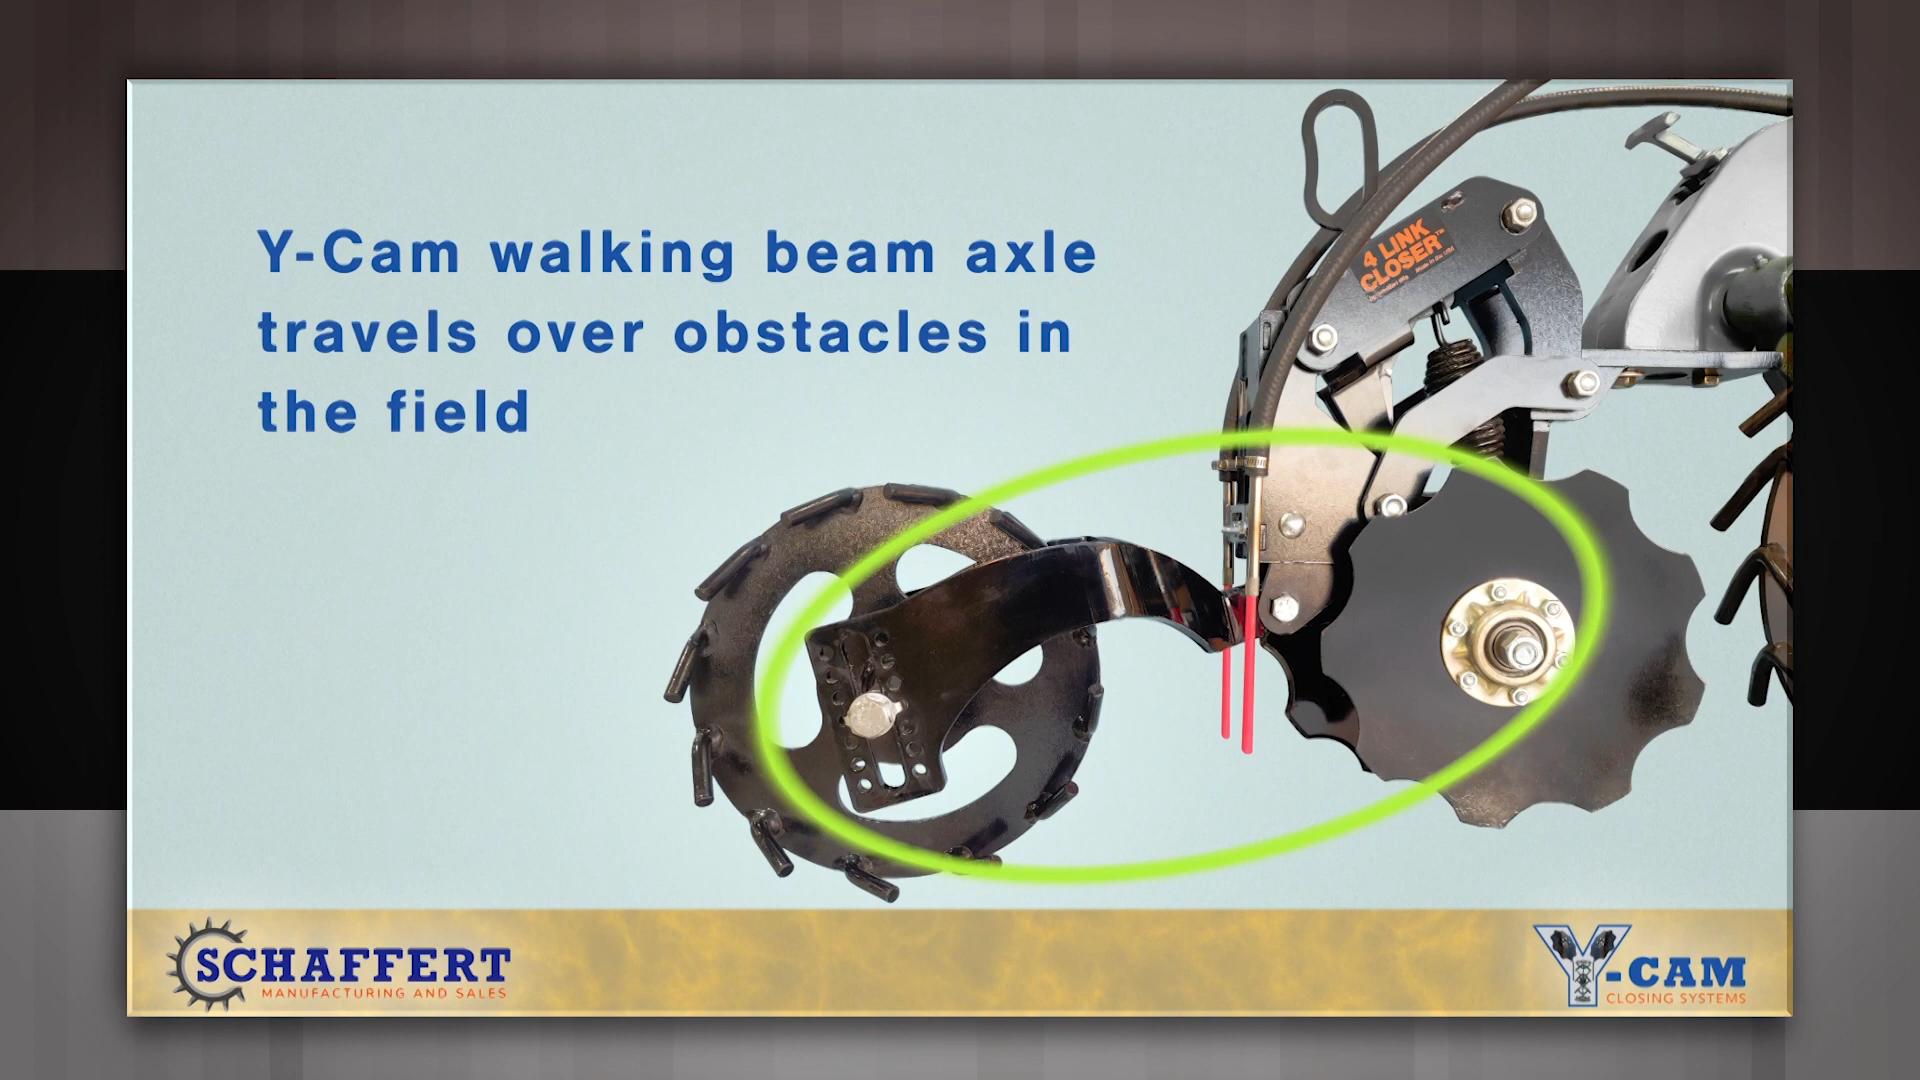 Y-Cam walking beam axle
travels over obstacles in
the field
4 LINK
CLOSER™
SCHAFFERT
MANUFACTURING AND SALES
Y-CAM
CLOSING SYSTEMS